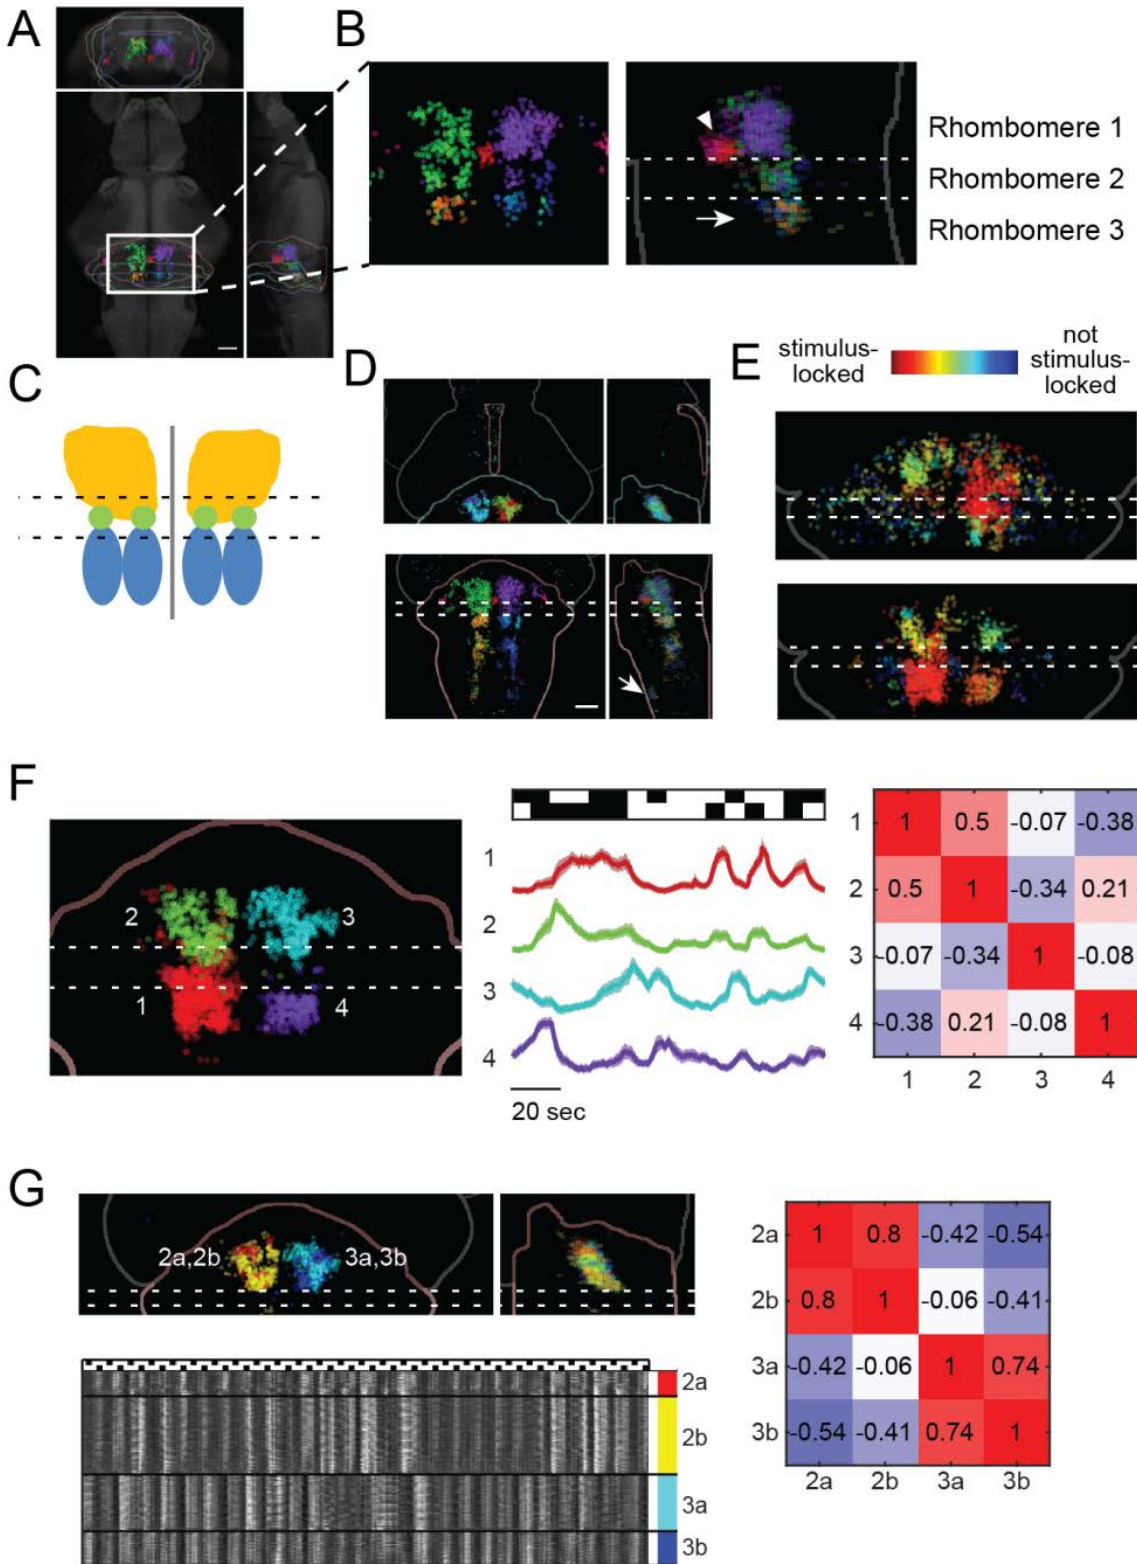 A
B
Rhombomere 1
Rhombomere 2
Rhombomere 3
C
D
E
stimulus-
locked
not
stimulus-
locked
F
2
3
1
4
1
2
3
4
20 sec
1
1
0.5
-0.07
-0.38
2
0.5
1
-0.34
0.21
3
-0.07
-0.34
1
-0.08
4
-0.38
0.21
-0.08
1
1
2
3
4
G
2a,2b
3a,3b
2a
2b
3a
3b
2a
1
0.8
-0.42
-0.54
2b
0.8
1
-0.06
-0.41
3a
-0.42
-0.06
1
0.74
3b
-0.54
-0.41
0.74
1
2a
2b
3a
3b